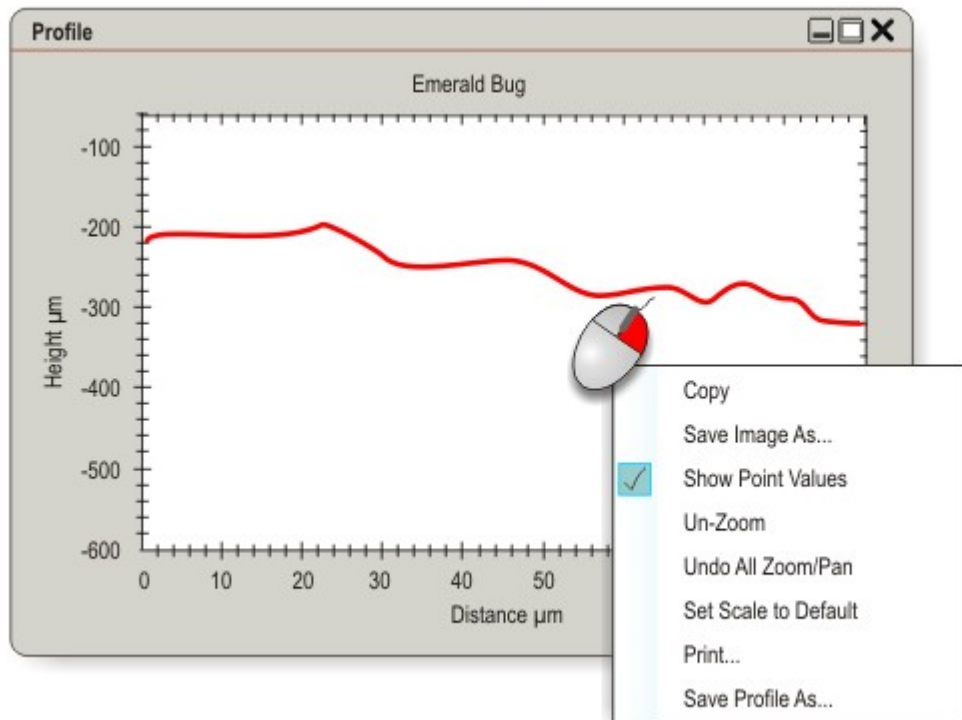 Profile
Emerald Bug
-100
-200
-300
-400
-500
-600
Height µm
0 10 20 30 40 50
Distance µm
Copy
Save Image As...
Show Point Values
Un-Zoom
Undo All Zoom/Pan
Set Scale to Default
Print...
Save Profile As...